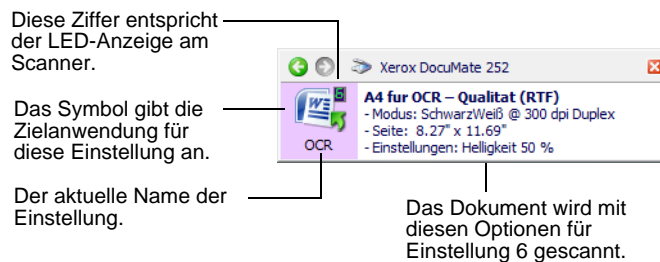 Diese Ziffer entspricht
der LED-Anzeige am
Scanner.
Das Symbol gibt die
Zielanwendung für
diese Einstellung an.
Der aktuelle Name der
Einstellung.
Xerox DocuMate 252
6
OCR
A4 fur OCR – Qualitat (RTF)
- Modus: SchwarzWeiß @ 300 dpi Duplex
- Seite: 8.27" x 11.69"
- Einstellungen: Helligkeit 50 %
Das Dokument wird mit
diesen Optionen für
Einstellung 6 gescannt.